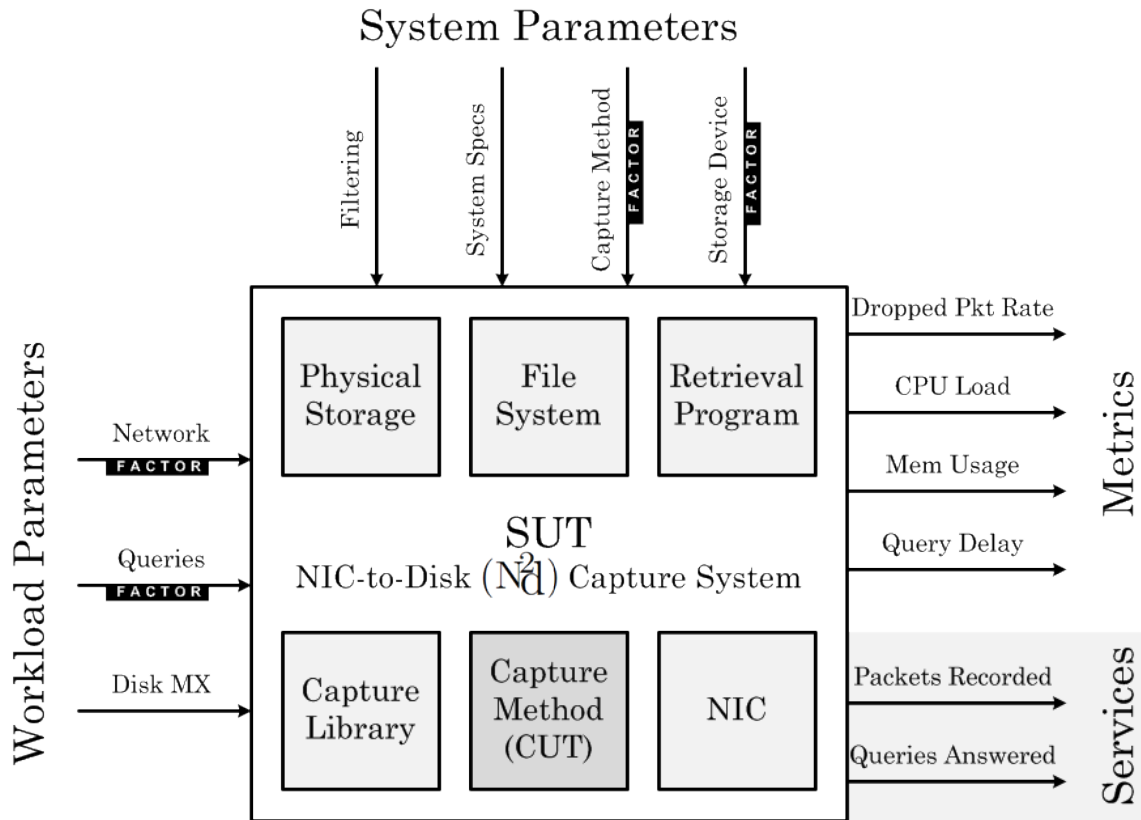 System Parameters
Filtering
System Specs
Capture Method
FACTOR
Storage Device
FACTOR
Workload Parameters
Network
FACTOR
Queries
FACTOR
Disk MX
Physical
Storage
File
System
Retrieval
Program
SUT
NIC-to-Disk (N2d) Capture System
Capture
Library
Capture
Method
(CUT)
NIC
Dropped Pkt Rate
CPU Load
Mem Usage
Query Delay
Metrics
Packets Recorded
Queries Answered
Services